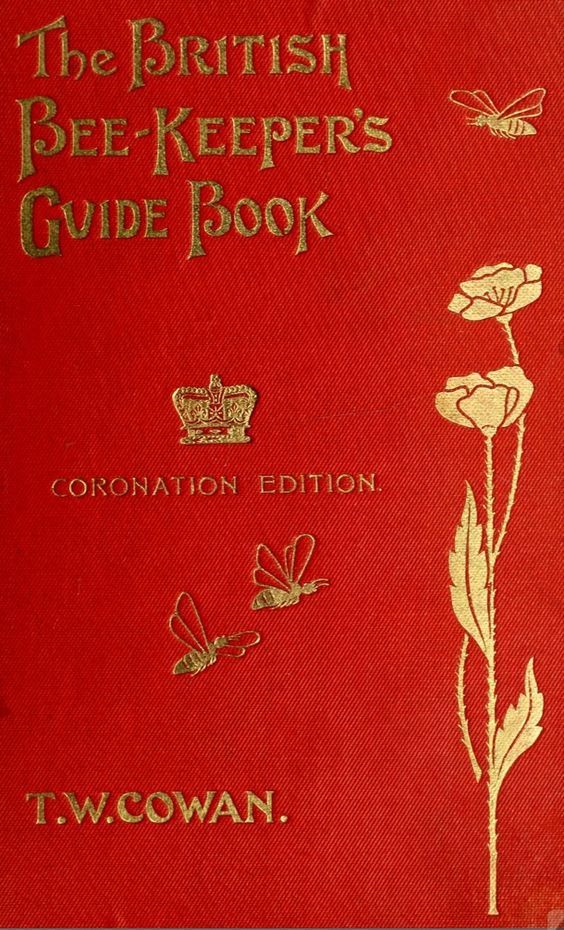 The British
Bee-Keeper's
Guide Book
CORONATION EDITION.
T.W.COWAN.